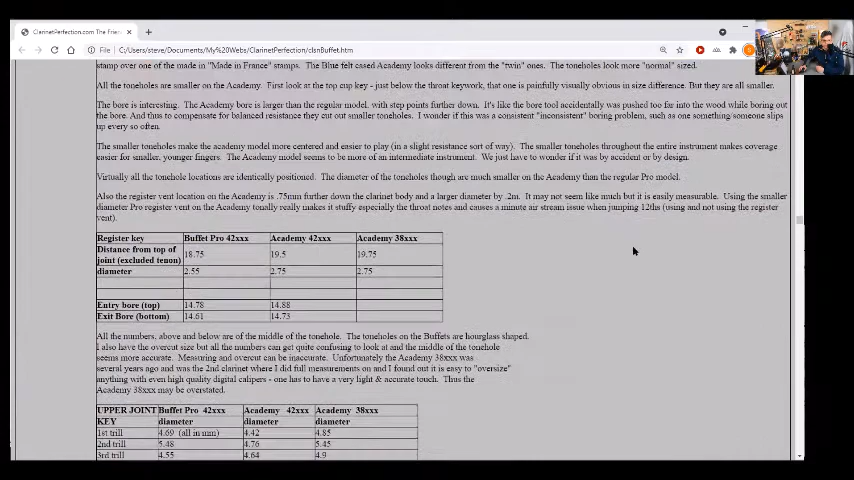 ClarinetPerfection.com The Frien
File
C:/Users/steve/Documents/My%20Webs/ClarinetPerfection/clsnBuffet.htm
stamp over one of the made in "Made in France" stamps. The Blue felt cased Academy looks different from the "twin" ones. The toneholes look more "normal" sized.
All the toneholes are smaller on the Academy. First look at the top cup key - just below the throat keywork, that one is painfully visually obvious in size difference. But they are all smaller.
The bore is interesting. The Academy bore is larger than the regular model, with step points further down. It's like the bore tool accidentally was pushed too far into the wood while boring out
the bore. And thus to compensate for balanced resistance they cut out smaller toneholes. I wonder if this was a consistent "inconsistent" boring problem, such as one something/someone slips
up every so often.
The smaller toneholes make the academy model more centered and easier to play (in a slight resistance sort of way). The smaller toneholes throughout the entire instrument makes coverage
easier for smaller, younger fingers. The Academy model seems to be more of an intermediate instrument. We just have to wonder if it was by accident or by design.
Virtually all the tonehole locations are identically positioned. The diameter of the toneholes though are much smaller on the Academy than the regular Pro model.
Also the register vent location on the Academy is .75mm further down the clarinet body and a larger diameter by .2m. It may not seem like much but it is easily measurable. Using the smaller
diameter Pro register vent on the Academy tonally really makes it stuffy especially the throat notes and causes a minute air stream issue when jumping 12ths (using and not using the register
vent).
Register key Buffet Pro 42xxx Academy 42xxx Academy 38xxx
Distance from top of
joint (excluded tenon) 18.75 19.5 19.75
diameter 2.55 2.75 2.75
Entry bore (top) 14.78 14.88
Exit Bore (bottom) 14.61 14.73
All the numbers, above and below are of the middle of the tonehole. The toneholes on the Buffets are hourglass shaped.
I also have the overcut size but all the numbers can get quite confusing to look at and the middle of the tonehole
seems more accurate. Measuring and overcut can be inaccurate. Unfortunately the Academy 38xxx was
several years ago and was the 2nd clarinet where I did full measurements on and I found out it is easy to "oversize"
anything with even high quality digital calipers - one has to have a very light & accurate touch. Thus the
Academy 38xxx may be overstated.
UPPER JOINT Buffet Pro 42xxx Academy 42xxx Academy 38xxx
KEY diameter diameter diameter
1st trill 4.69 (all in mm) 4.42 4.85
2nd trill 5.48 4.76 5.45
3rd trill 4.55 4.64 4.9